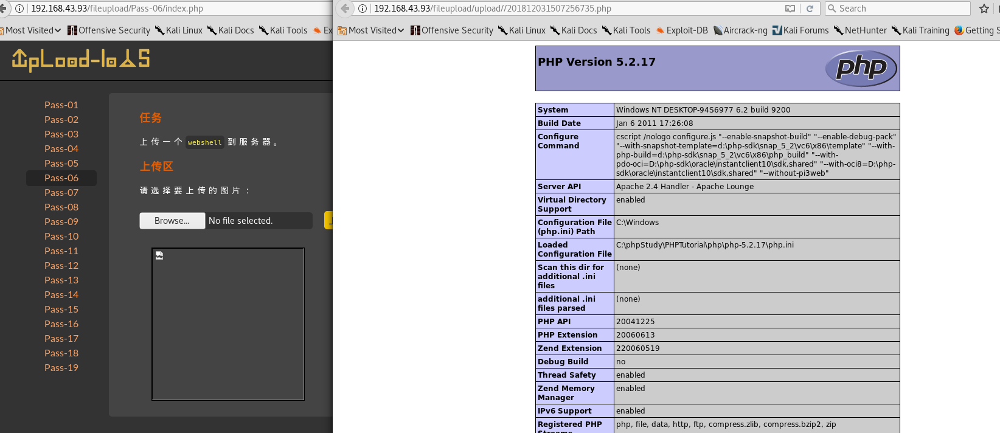 192.168.43.93/fileupload/Pass-06/index.php
Most Visited
Offensive Security
Kali Linux
Kali Docs
Kali Tools
Ex
UpLoad-labs
Pass-01
Pass-02
Pass-03
Pass-04
Pass-05
Pass-06
Pass-07
Pass-08
Pass-09
Pass-10
Pass-11
Pass-12
Pass-13
Pass-14
Pass-15
Pass-16
Pass-17
Pass-18
Pass-19
任务
上传一个 webshell 到服务器。
上传区
请选择要上传的图片：
Browse... No file selected.
192.168.43.93/fileupload/upload//201812031507256735.php
Search
Most Visited
Offensive Security
Kali Linux
Kali Docs
Kali Tools
Exploit-DB
Aircrack-ng
Kali Forums
NetHunter
Kali Training
Getting S
PHP Version 5.2.17
php
System Windows NT DESKTOP-94S6977 6.2 build 9200
Build Date Jan 6 2011 17:26:08
Configure Command
cscript /nologo configure.js "--enable-snapshot-build" "--enable-debug-pack"
"--with-snapshot-template=d:\php-sdk\snap_5_2\vc6\x86\template" "--with-
php-build=d:\php-sdk\snap_5_2\vc6\x86\php_build" "--with-
pdo-oci=D:\php-sdk\oracle\instantclient10\sdk,shared" "--with-oci8=D:\php-
sdk\oracle\instantclient10\sdk,shared" "--without-pi3web"
Server API Apache 2.4 Handler - Apache Lounge
Virtual Directory
Support
enabled
Configuration File
(php.ini) Path
C:\Windows
Loaded
Configuration File
C:\phpStudy\PHPTutorial\php\php-5.2.17\php.ini
Scan this dir for
additional .ini
files
(none)
additional .ini
files parsed
(none)
PHP API 20041225
PHP Extension 20060613
Zend Extension 220060519
Debug Build no
Thread Safety enabled
Zend Memory
Manager
enabled
IPv6 Support enabled
Registered PHP
Streams
php, file, data, http, ftp, compress.zlib, compress.bzip2, zip